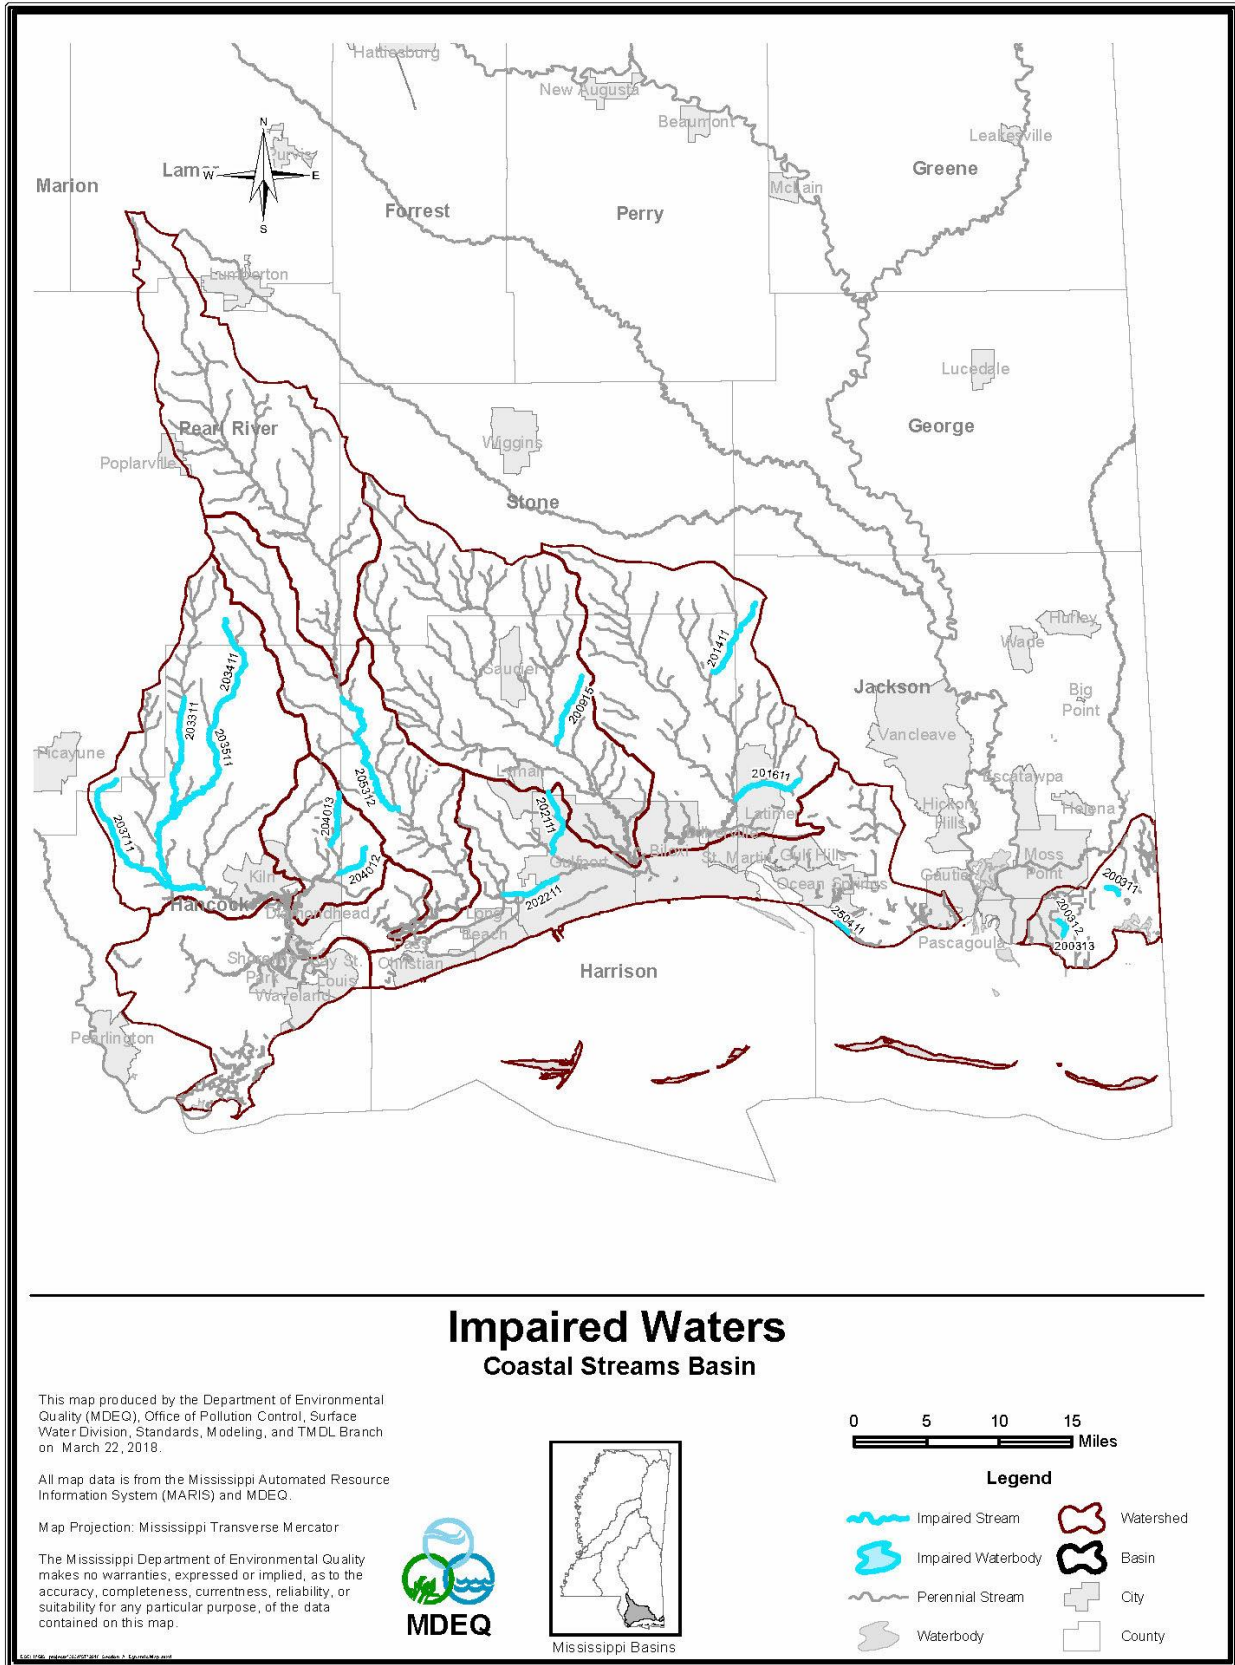 Hattiesburg
New Augusta
Beaumont
Leakesville
N
W
E
S
Marion
Greene
McLain
Forrest
Perry
Lumberton
Lucedale
George
Pearl River
Poplarville
Wiggins
Stone
Hurley
Wade
Saucier
Jackson
Big
Point
Vancleave
Picayune
203411
203311
203511
205312
200915
201411
201611
Lyman
Escatawpa
203711
204013
202111
Latimer
Hickory
Hills
Helena
Gulfport
Biloxi
St. Martin
Gulf Hills
Moss
Point
Kiln
204012
202211
Ocean Springs
Gautier
200311
Hancock
Diamondhead
Long
Beach
250411
200312
Pascagoula
200313
Pass
Christian
Bay St.
Louis
Park
Waveland
Harrison
Pearlington
Impaired Waters
Coastal Streams Basin
This map produced by the Department of Environmental
Quality (MDEQ), Office of Pollution Control, Surface
Water Division, Standards, Modeling, and TMDL Branch
on March 22, 2018.
All map data is from the Mississippi Automated Resource
Information System (MARIS) and MDEQ.
Map Projection: Mississippi Transverse Mercator
The Mississippi Department of Environmental Quality
makes no warranties, expressed or implied, as to the
accuracy, completeness, currentness, reliability, or
suitability for any particular purpose, of the data
contained on this map.
MDEQ
Mississippi Basins
0 5 10 15
Miles
Legend
Impaired Stream
Watershed
Impaired Waterbody
Basin
Perennial Stream
City
Waterbody
County